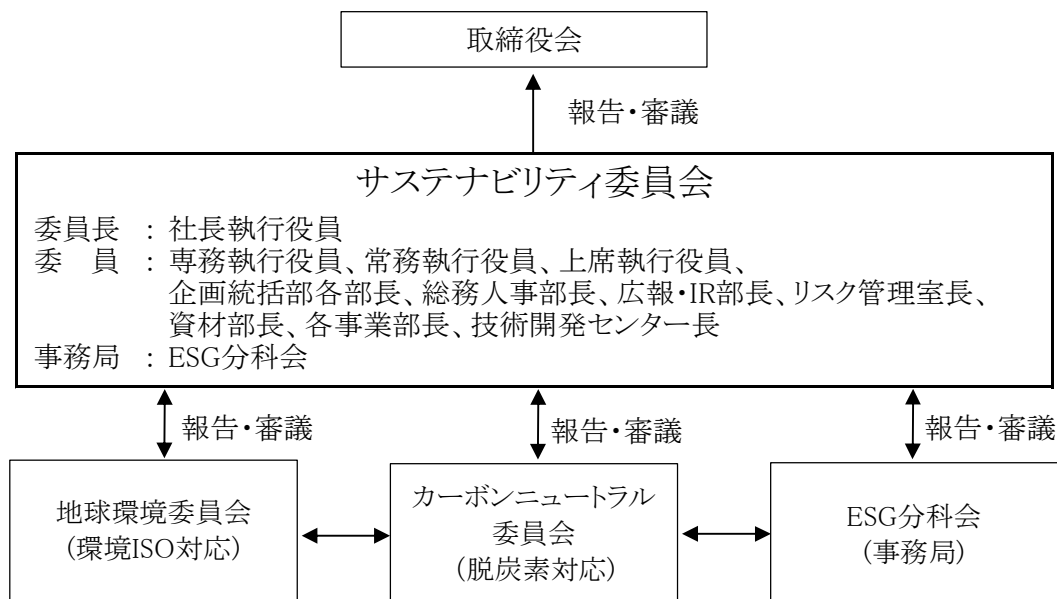 取締役会
報告・審議
サステナビリティ委員会
委員長 : 社長執行役員
委　員 : 専務執行役員、常務執行役員、上席執行役員、
企画統括部各部長、総務人事部長、広報・IR部長、リスク管理室長、
資材部長、各事業部長、技術開発センター長
事務局 : ESG分科会
報告・審議
報告・審議
報告・審議
地球環境委員会
(環境ISO対応)
カーボンニュートラル
委員会
(脱炭素対応)
ESG分科会
(事務局)